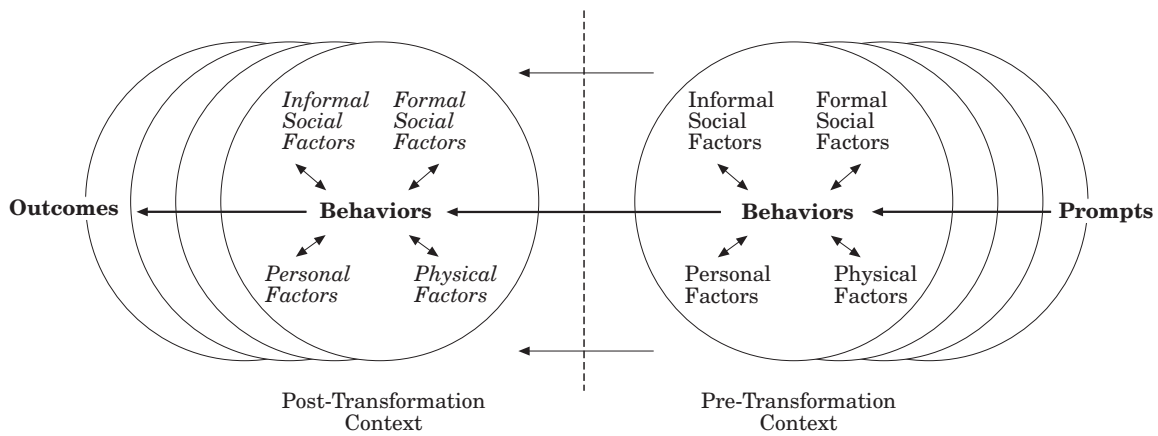 Informal
Social
Factors
Formal
Social
Factors
Informal
Social
Factors
Formal
Social
Factors
Outcomes
Behaviors
Behaviors
Prompts
Personal
Factors
Physical
Factors
Personal
Factors
Physical
Factors
Post-Transformation
Context
Pre-Transformation
Context